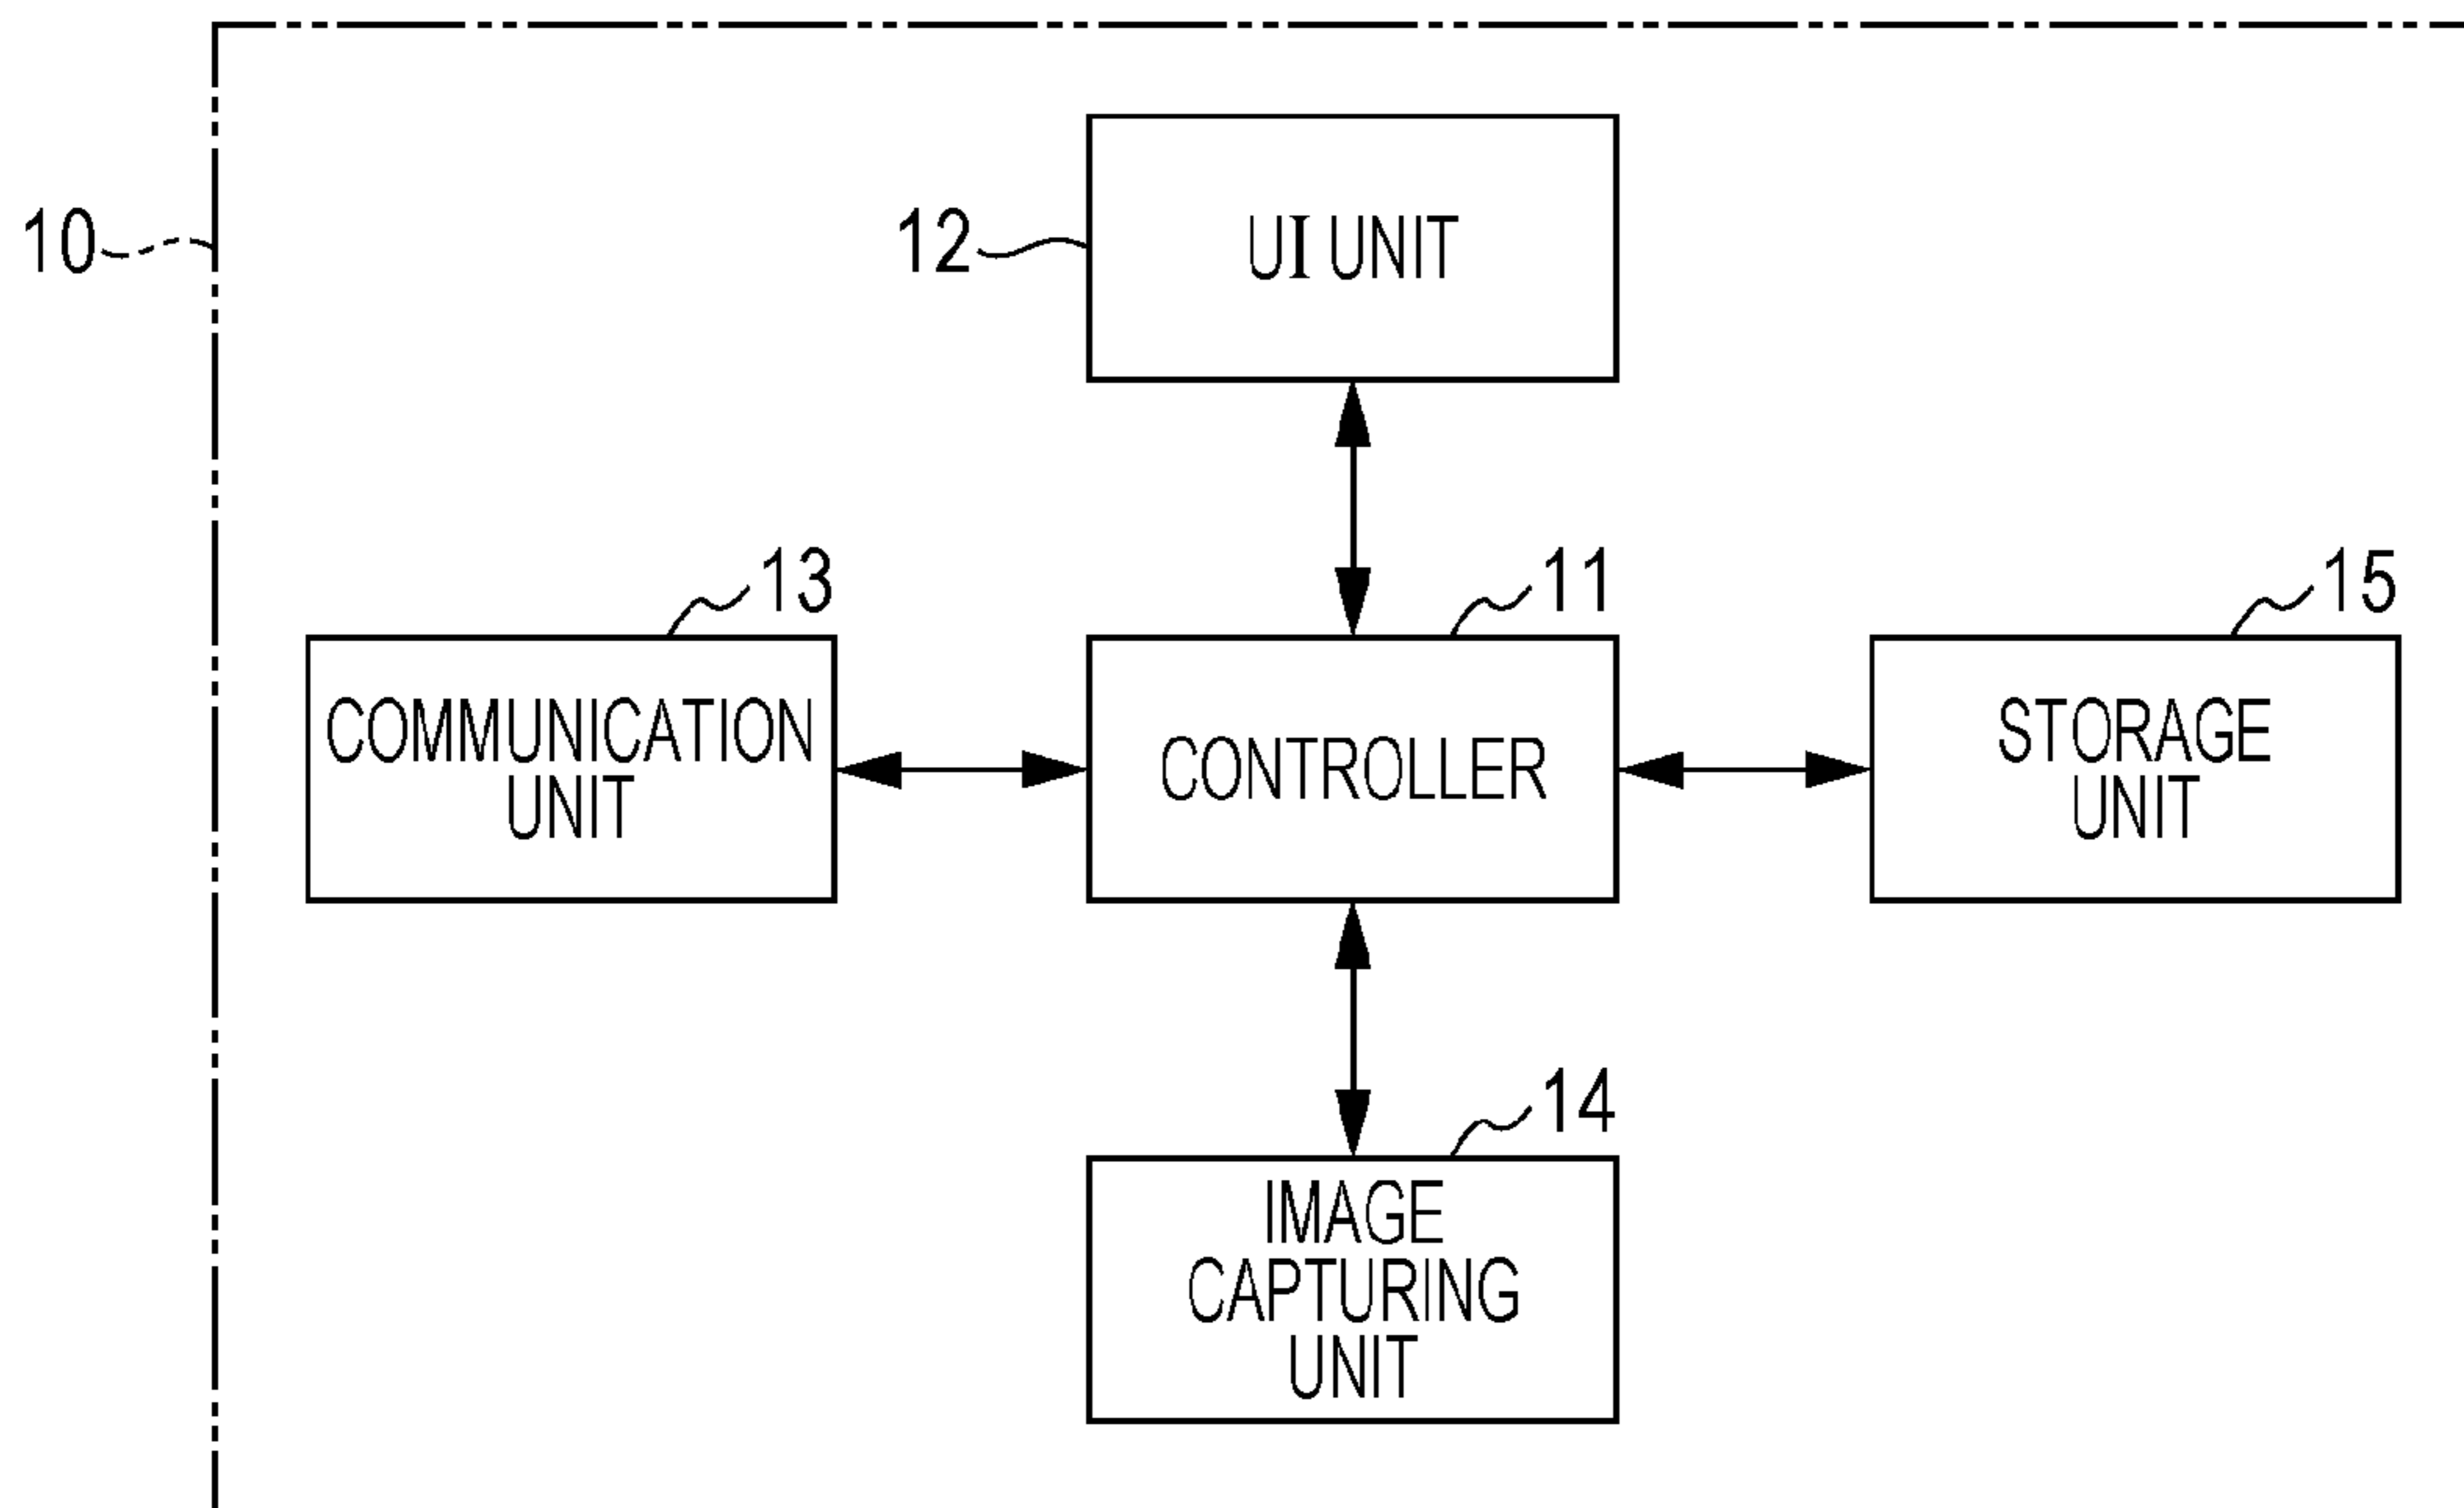 10
12
UI UNIT
13
11
15
COMMUNICATION
UNIT
CONTROLLER
STORAGE
UNIT
14
IMAGE
CAPTURING
UNIT